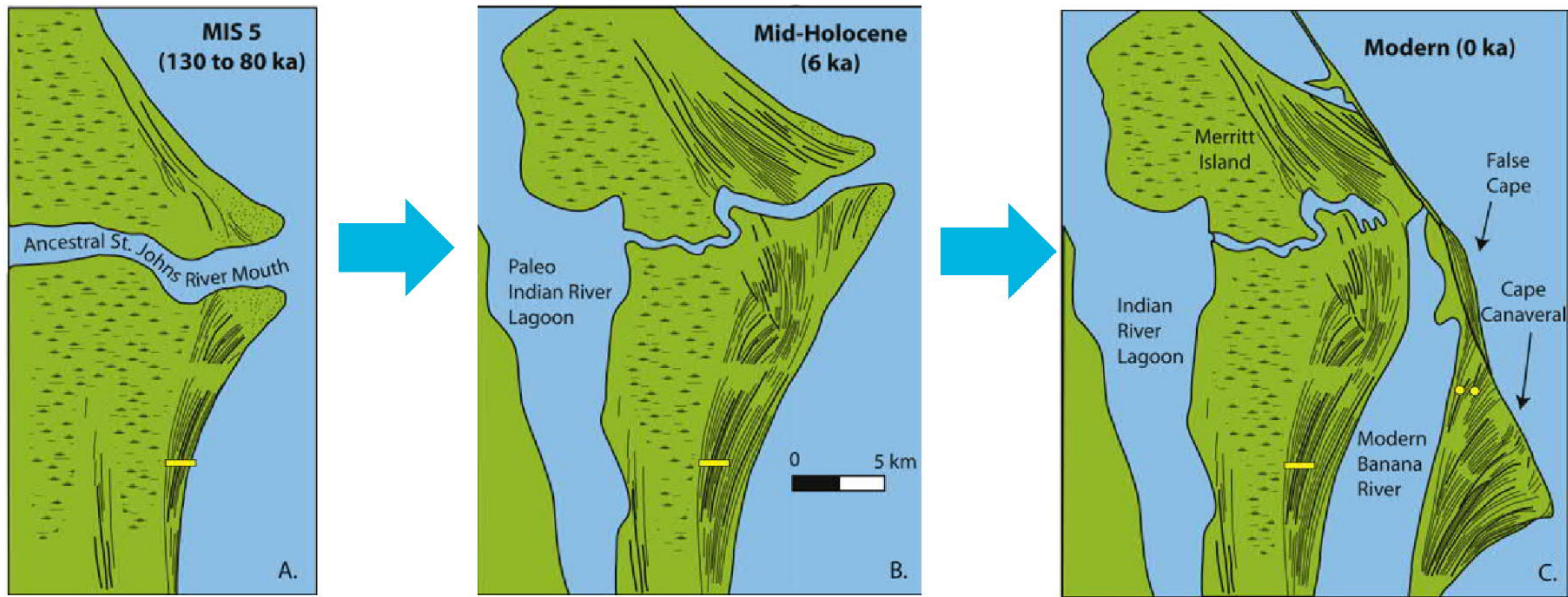 MIS 5
(130 to 80 ka)
Ancestral St. Johns River Mouth
A.
Mid-Holocene
(6 ka)
Paleo
Indian River
Lagoon
0 5 km
B.
Modern (0 ka)
Merritt
Island
False
Cape
Cape
Canaveral
Indian
River
Lagoon
Modern
Banana
River
C.